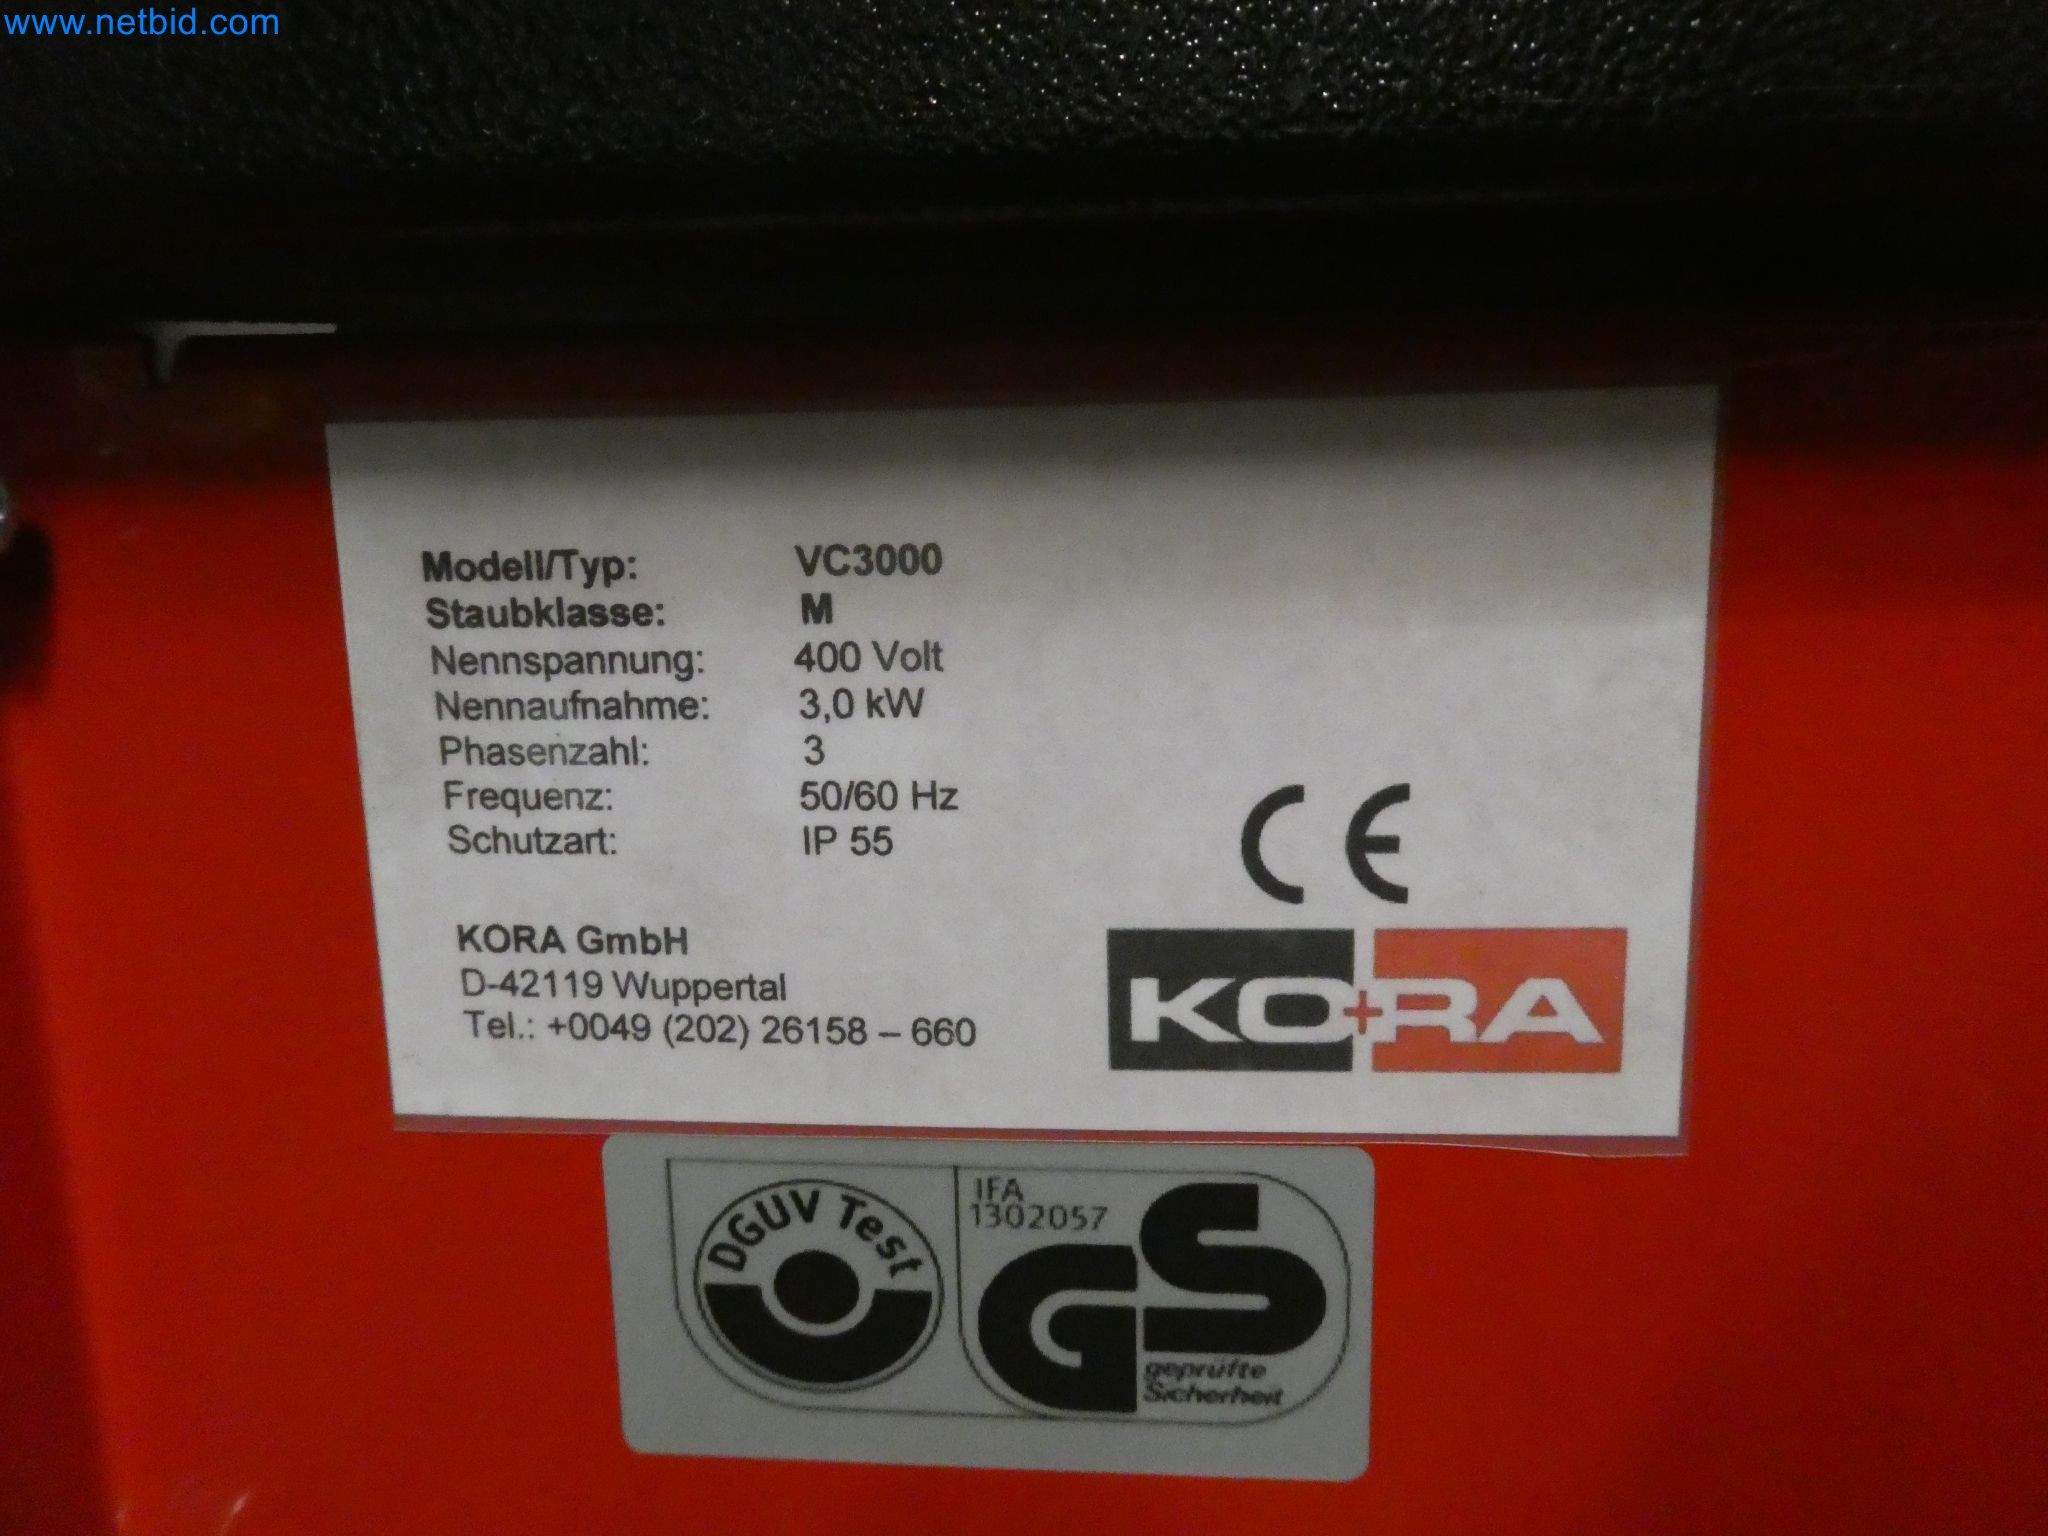 www.netbid.com
Modell/Typ: VC3000
Staubklasse: M
Nennspannung: 400 Volt
Nennaufnahme: 3,0 kW
Phasenzahl: 3
Frequenz: 50/60 Hz
Schutzart: IP 55
CE
KORA GmbH
D-42119 Wuppertal
Tel.: +0049 (202) 26158 – 660
KO+RA
DGUV Test
IFA
1302057
GS
geprüfte
Sicherheit